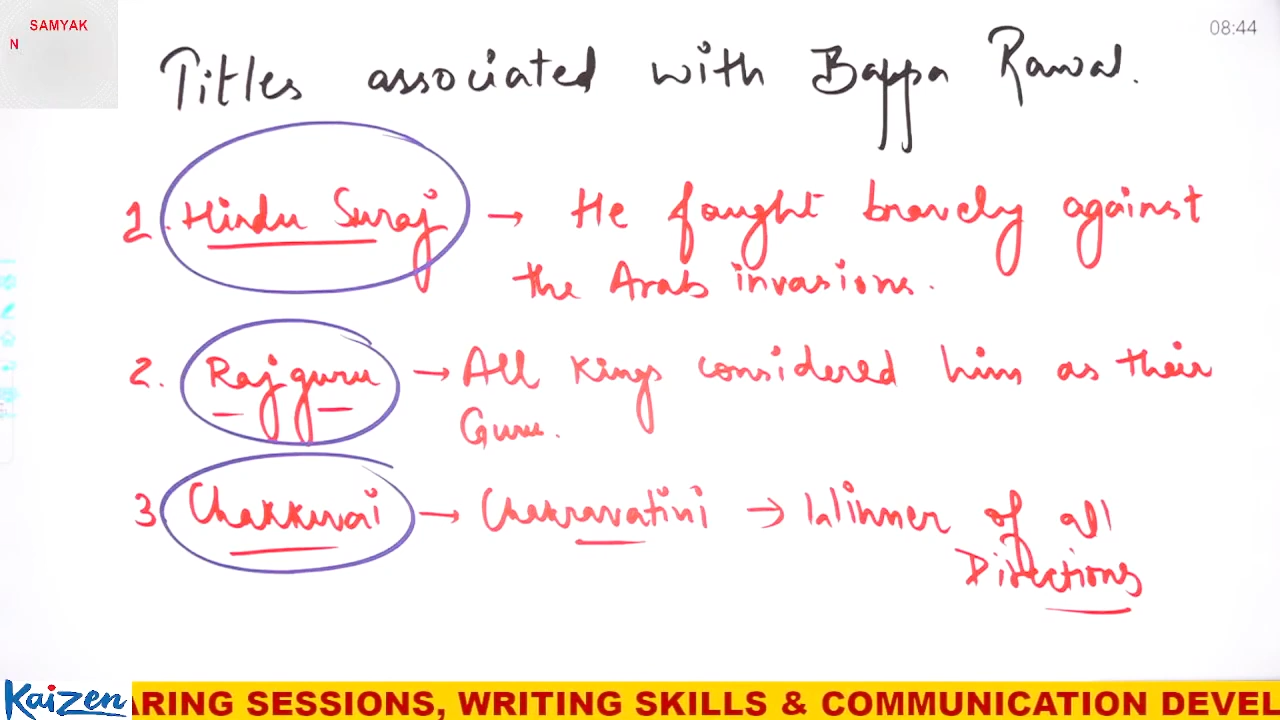 SAMYAK
N
08:44
Titles associated with Bappa Rawal.
1. Hindu Suraj → He fought bravely against
the Arab invasions.
2. Rajguru → All Kings considered him as their
Guru.
3. Chakkwai → Chakravatini → Winner of all
Directions
Kaizen
ARING SESSIONS, WRITING SKILLS & COMMUNICATION DEVEL